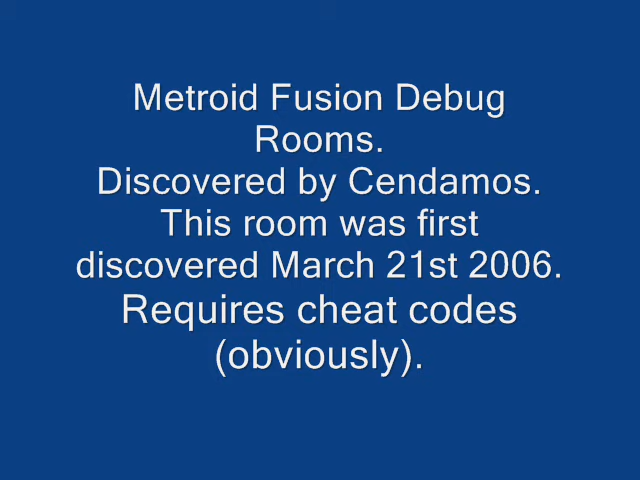 Metroid Fusion Debug
Rooms.
Discovered by Cendamos.
This room was first
discovered March 21st 2006.
Requires cheat codes
(obviously).